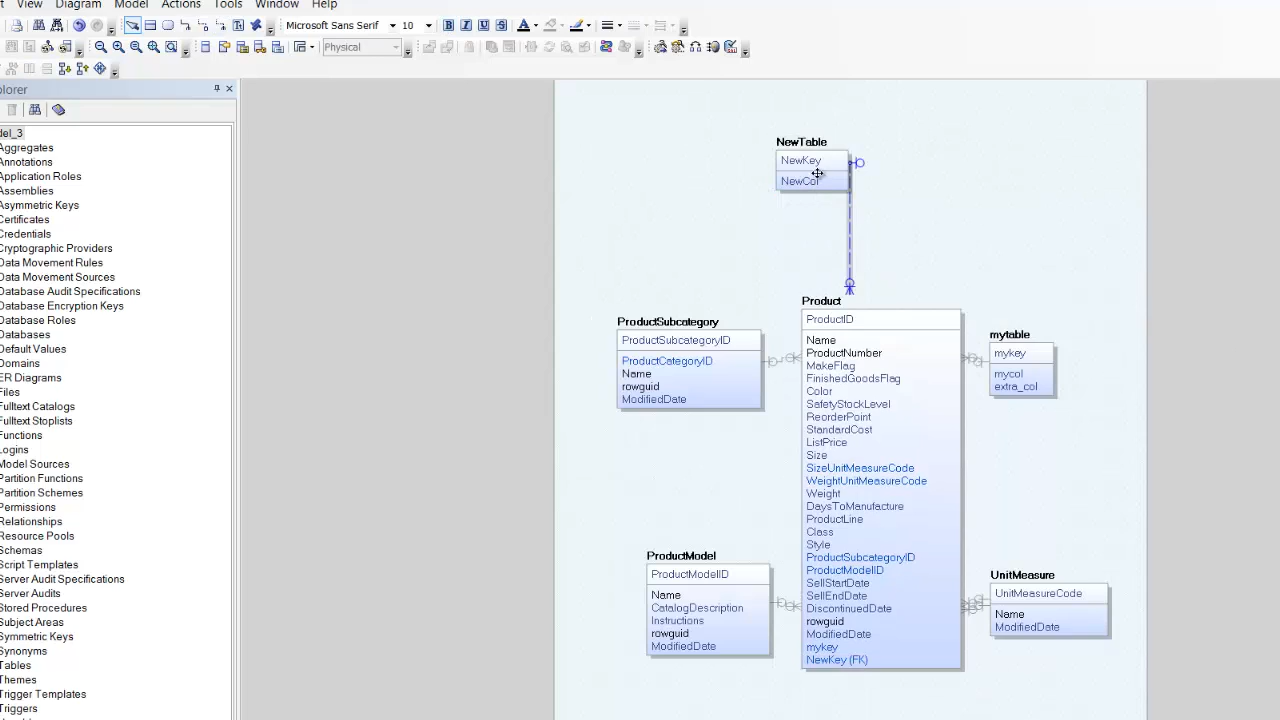 t View Diagram Model Actions Tools Window Help
Microsoft Sans Serif 10 B I U S A
Physical
lorer
del_3
Aggregates
Annotations
Application Roles
Assemblies
Asymmetric Keys
Certificates
Credentials
Cryptographic Providers
Data Movement Rules
Data Movement Sources
Database Audit Specifications
Database Encryption Keys
Database Roles
Databases
Default Values
Domains
ER Diagrams
Files
Fulltext Catalogs
Fulltext Stoplists
Functions
Logins
Model Sources
Partition Functions
Partition Schemes
Permissions
Relationships
Resource Pools
Schemas
Script Templates
Server Audit Specifications
Server Audits
Stored Procedures
Subject Areas
Symmetric Keys
Synonyms
Tables
Themes
Trigger Templates
Triggers
NewTable
NewKey
NewCol
ProductSubcategory
ProductSubcategoryID
ProductCategoryID
Name
rowguid
ModifiedDate
Product
ProductID
Name
ProductNumber
MakeFlag
FinishedGoodsFlag
Color
SafetyStockLevel
ReorderPoint
StandardCost
ListPrice
Size
SizeUnitMeasureCode
WeightUnitMeasureCode
Weight
DaysToManufacture
ProductLine
Class
Style
ProductSubcategoryID
ProductModelID
SellStartDate
SellEndDate
DiscontinuedDate
rowguid
ModifiedDate
mykey
NewKey (FK)
mytable
mykey
mycol
extra_col
ProductModel
ProductModelID
Name
CatalogDescription
Instructions
rowguid
ModifiedDate
UnitMeasure
UnitMeasureCode
Name
ModifiedDate